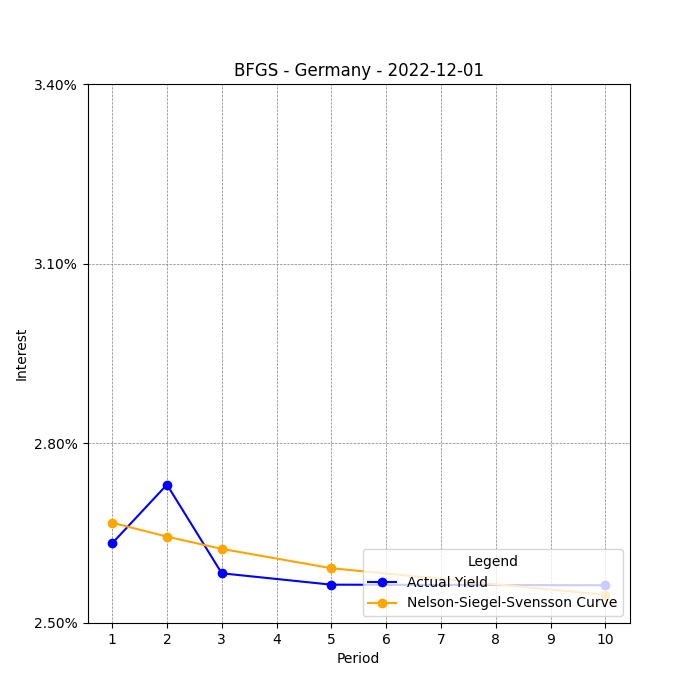 BFGS - Germany - 2022-12-01
3.40%
3.10%
2.80%
2.50%
Interest
Legend
Actual Yield
Nelson-Siegel-Svensson Curve
1 2 3 4 5 6 7 8 9 10
Period